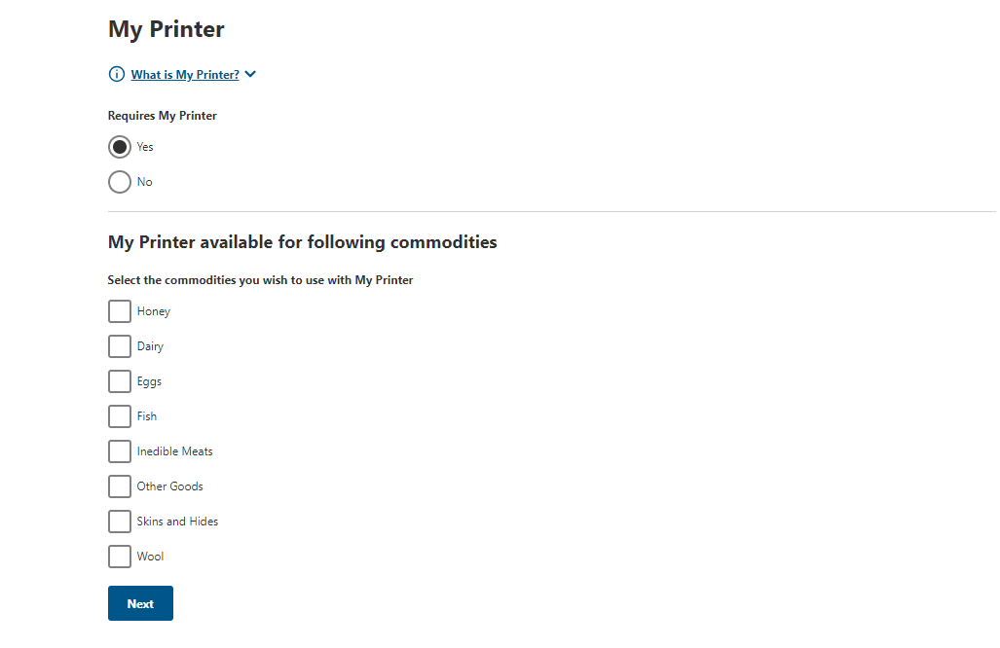 My Printer
What is My Printer?
Requires My Printer
Yes
No
My Printer available for following commodities
Select the commodities you wish to use with My Printer
Honey
Dairy
Eggs
Fish
Inedible Meats
Other Goods
Skins and Hides
Wool
Next